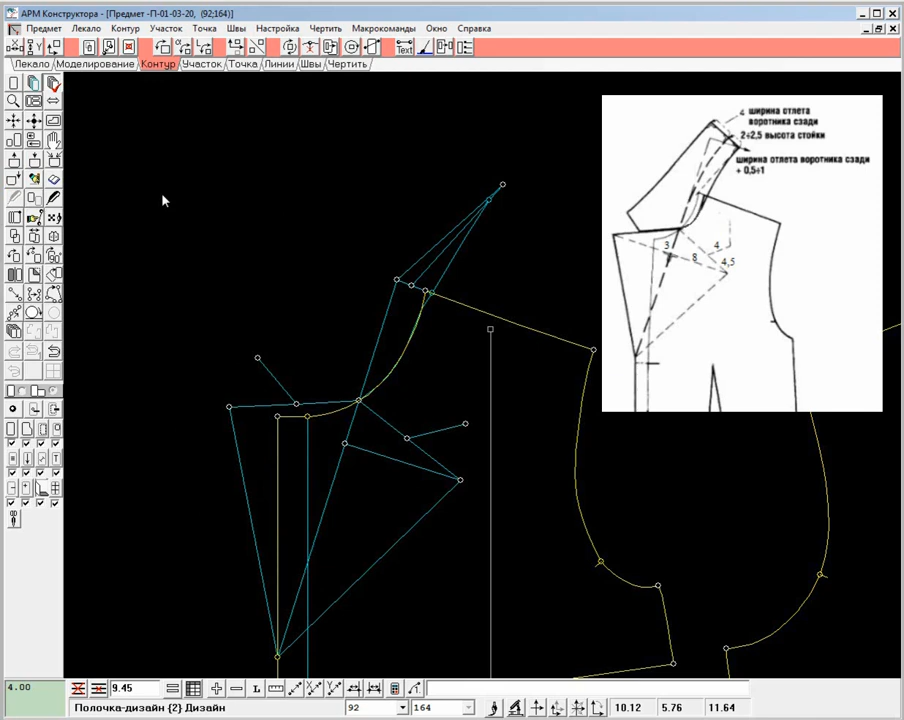 АРМ Конструктора - [Предмет -П-01-03-20, (92;164)]
Предмет Лекало Контур Участок Точка Швы Настройка Чертить Макрокоманды Окно Справка
Text
Лекало Моделирование Контур Участок Точка Линии Швы Чертить
4 ширина отлета
воротника сзади
2÷2,5 высота стойки
ширина отлета воротника сзади
+ 0,5÷1
3
4
8
4,5
4.00
9.45
L
Полочка-дизайн {2} Дизайн
92
164
10.12
5.76
11.64